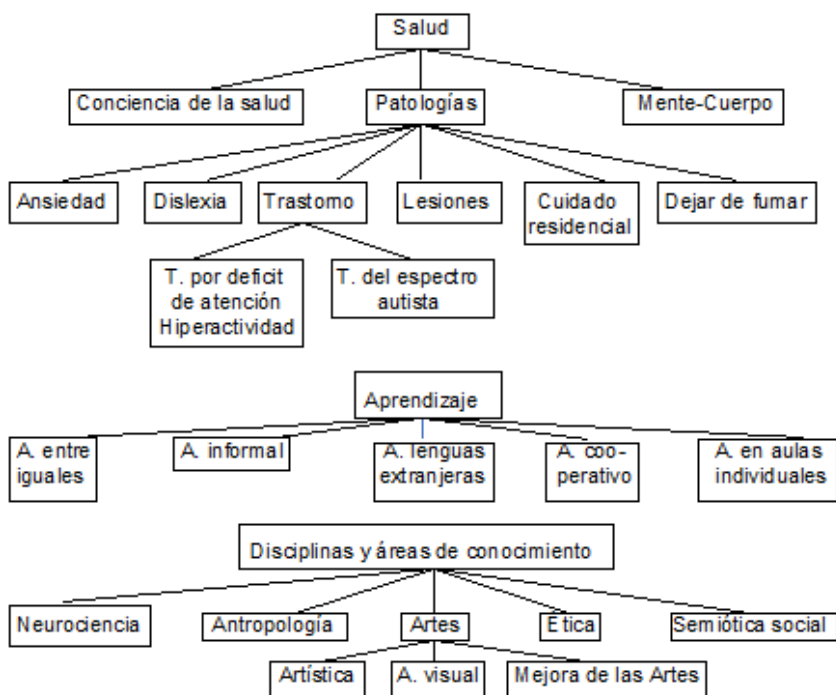 Salud
Conciencia de la salud
Patologías
Mente-Cuerpo
Ansiedad
Dislexia
Trastorno
Lesiones
Cuidado
residencial
Dejar de fumar
T. por deficit
de atención
Hiperactividad
T. del espectro
autista
Aprendizaje
A. entre
iguales
A. informal
A. lenguas
extranjeras
A. coo-
perativo
A. en aulas
individuales
Disciplinas y áreas de conocimiento
Neurociencia
Antropología
Artes
Etica
Semiótica social
Artística
A. visual
Mejora de las Artes